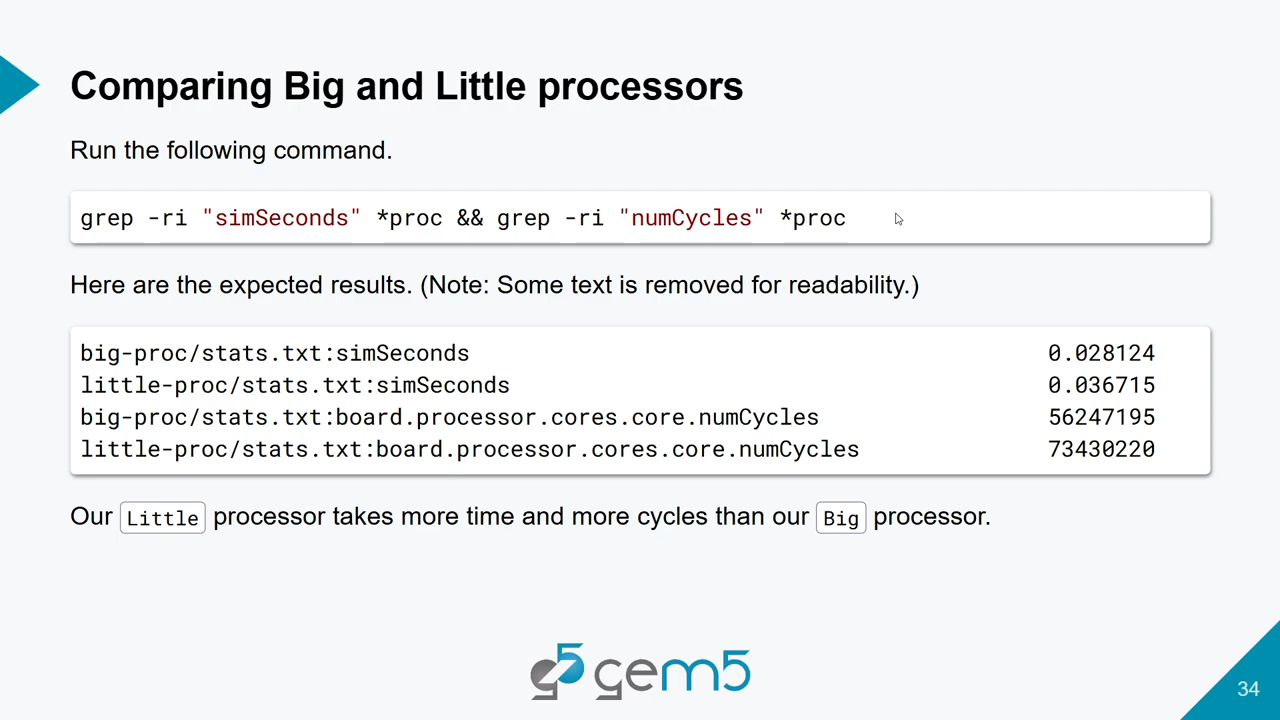 Comparing Big and Little processors
Run the following command.
grep -ri "simSeconds" *proc && grep -ri "numCycles" *proc
Here are the expected results. (Note: Some text is removed for readability.)
big-proc/stats.txt:simSeconds 0.028124
little-proc/stats.txt:simSeconds 0.036715
big-proc/stats.txt:board.processor.cores.core.numCycles 56247195
little-proc/stats.txt:board.processor.cores.core.numCycles 73430220
Our Little processor takes more time and more cycles than our Big processor.
g5 gem5
34